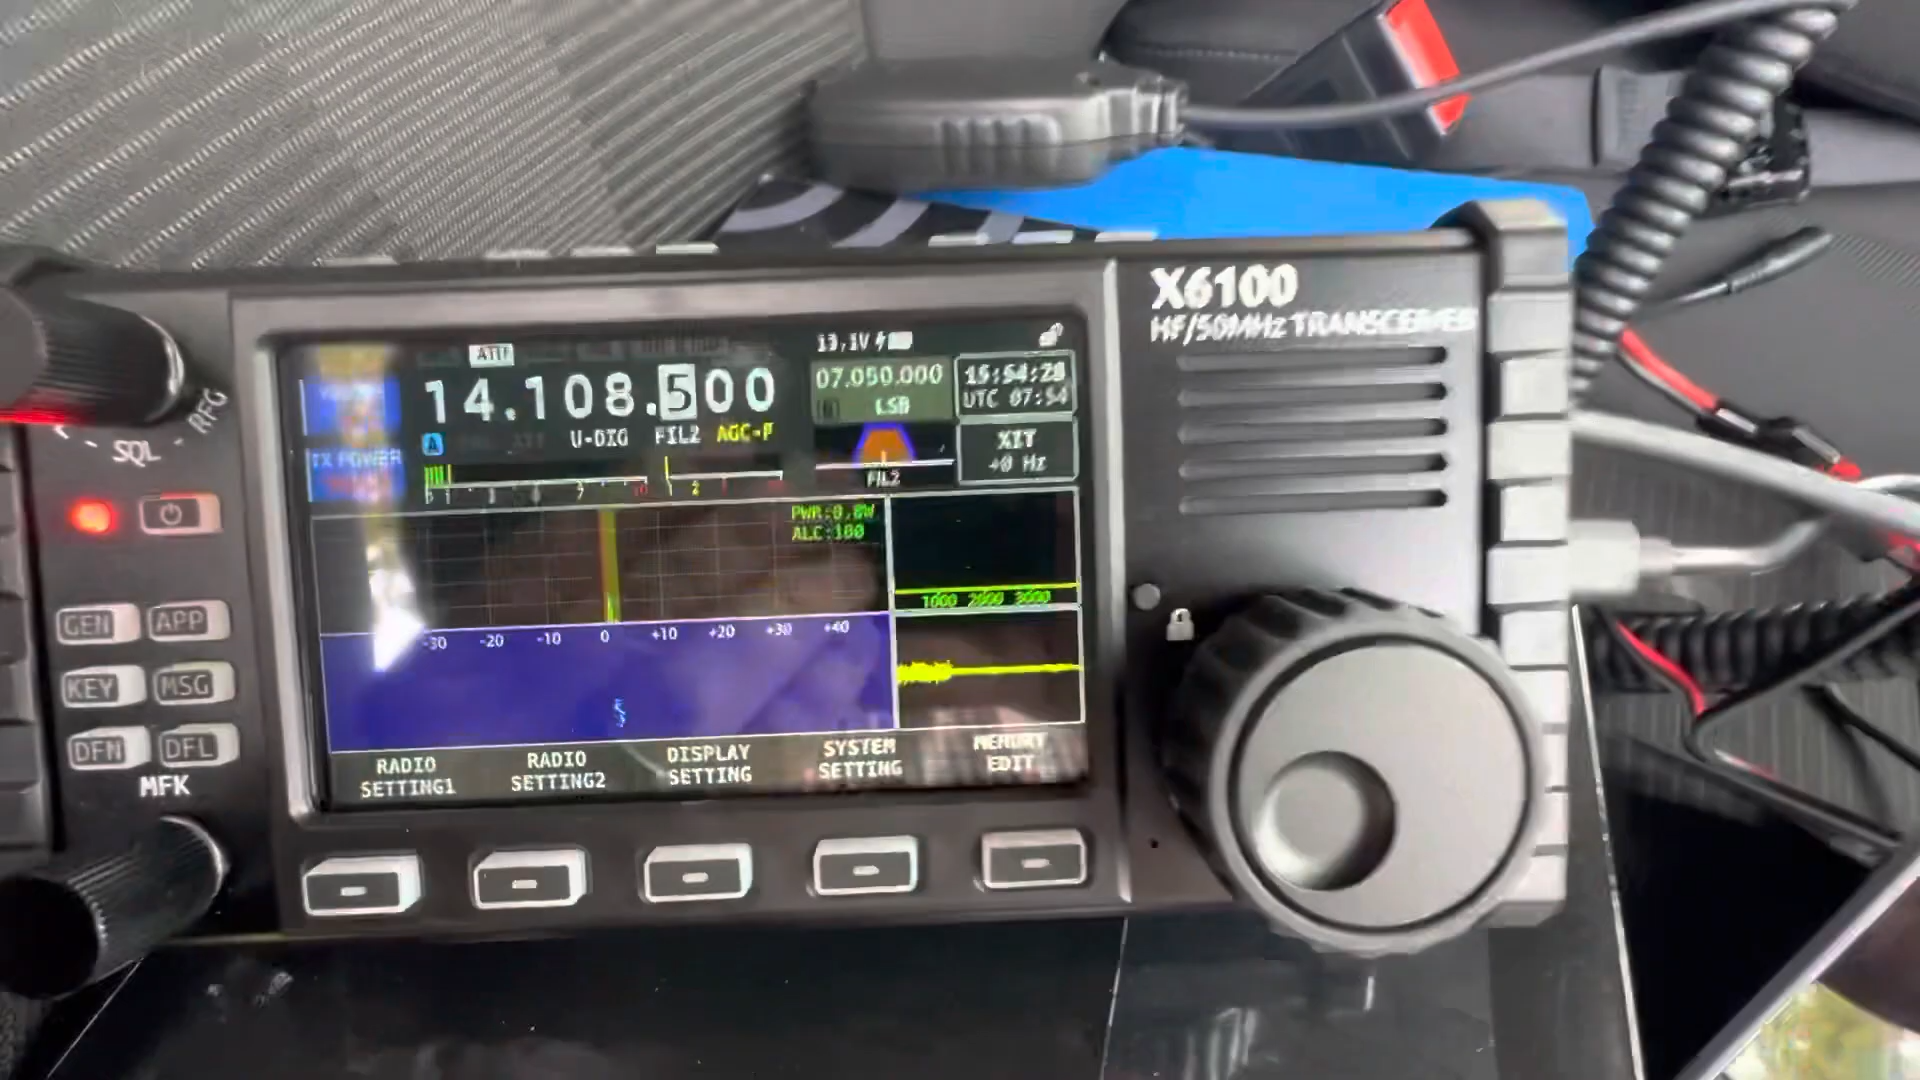 X6100
HF/50MHz TRANSCEIVER
ATT
13.1V
14.108.500
07.050.000
LSB
15:54:28
UTC 07:54
A
U-DIG FIL2 AGC-F
XIT
+0 Hz
TX POWER
FIL2
PWR:0.0W
ALC:100
1000 2000 3000
-30 -20 -10 0 +10 +20 +30 +40
RADIO SETTING1
RADIO SETTING2
DISPLAY SETTING
SYSTEM SETTING
MEMORY EDIT
SQL
RFG
GEN APP
KEY MSG
DFN DFL
MFK